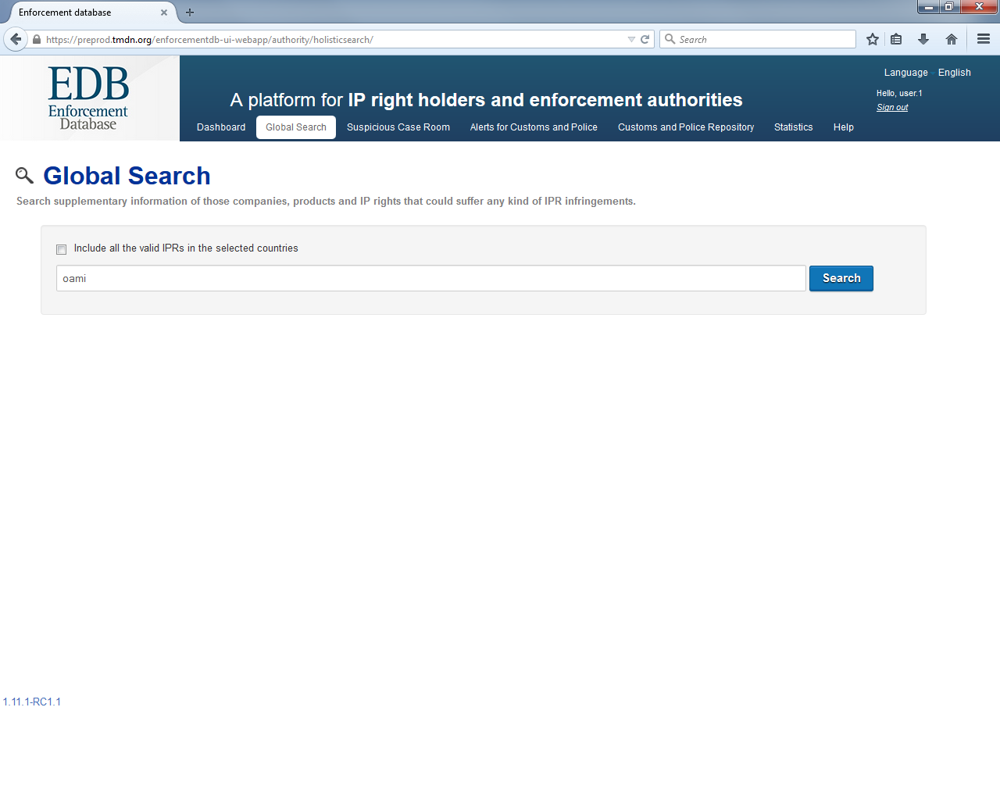 Enforcement database
https://preprod.tmdn.org/enforcementdb-ui-webapp/authority/holisticsearch/
Search
EDB
Enforcement
Database
Language English
A platform for IP right holders and enforcement authorities
Hello, user.1
Sign out
Dashboard Global Search Suspicious Case Room Alerts for Customs and Police Customs and Police Repository Statistics Help
Global Search
Search supplementary information of those companies, products and IP rights that could suffer any kind of IPR infringements.
Include all the valid IPRs in the selected countries
oami Search
1.11.1-RC1.1